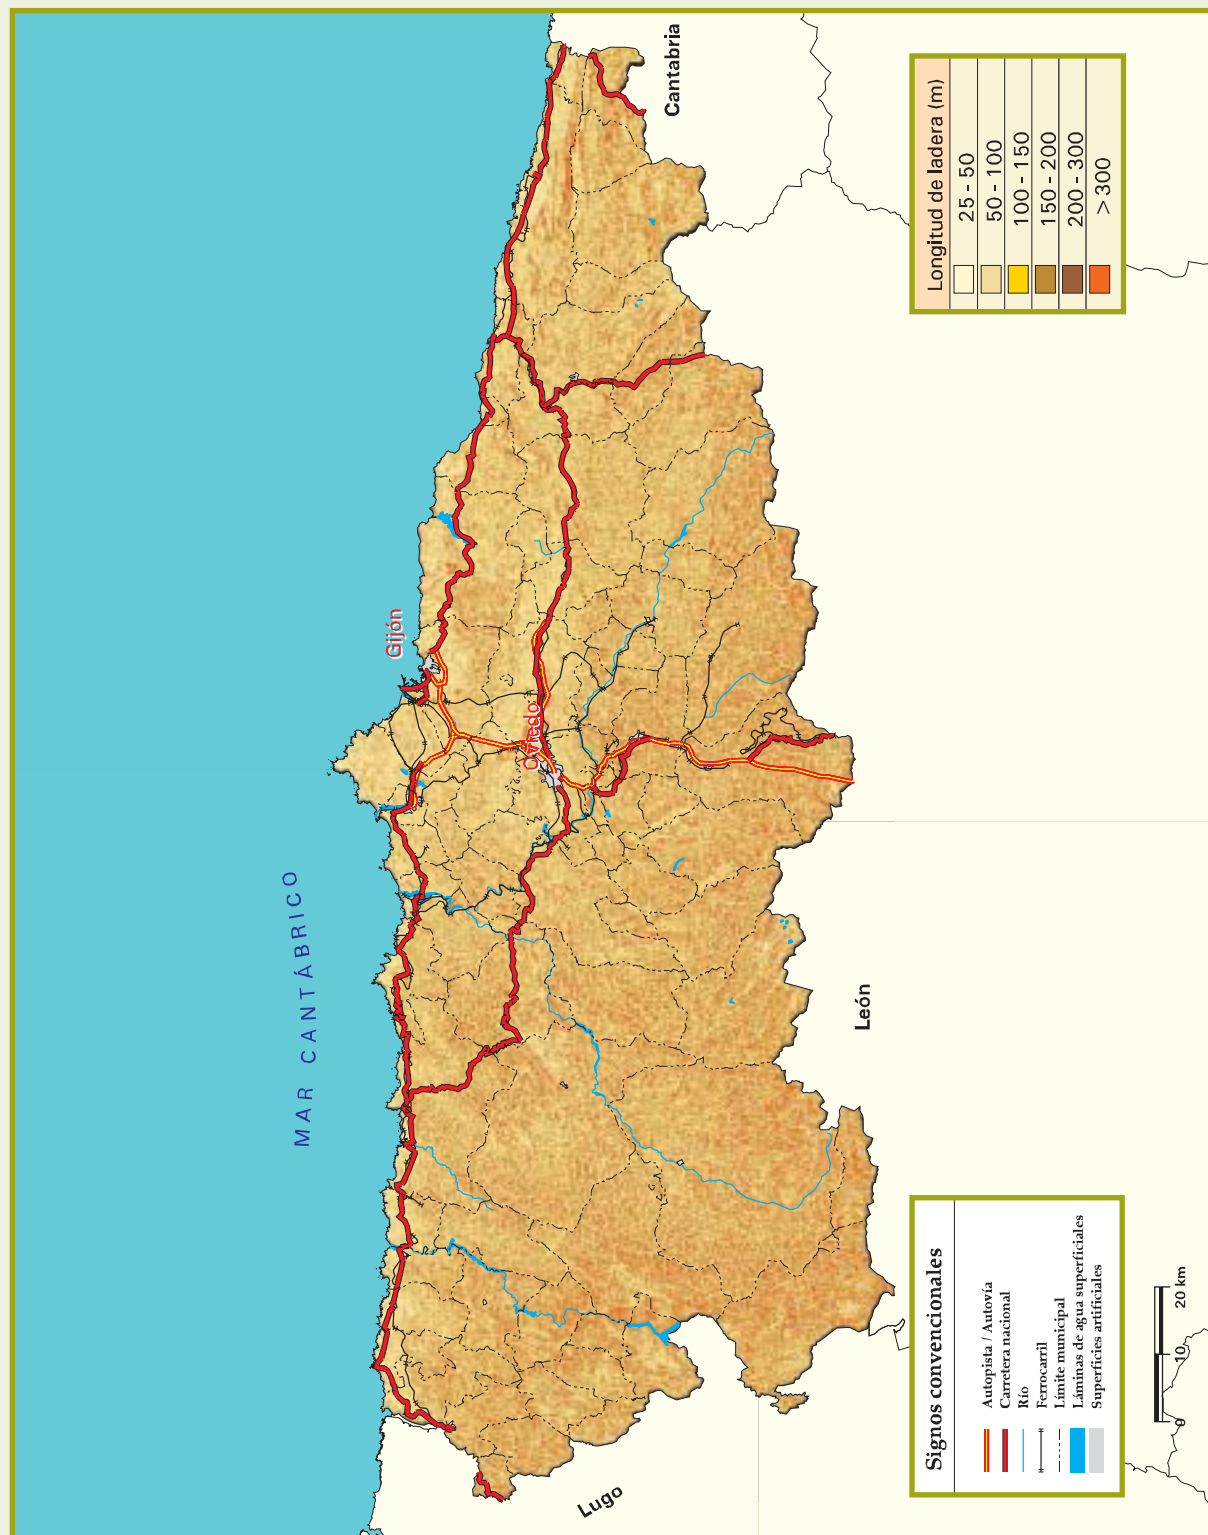 MAR CANTÁBRICO
Gijón
Oviedo
Cantabria
León
Lugo
Signos convencionales
Autopista / Autovía
Carretera nacional
Río
Ferrocarril
Límite municipal
Láminas de agua superficiales
Superficies artificiales
0 10 20 km
Longitud de ladera (m)
25 - 50
50 - 100
100 - 150
150 - 200
200 - 300
> 300